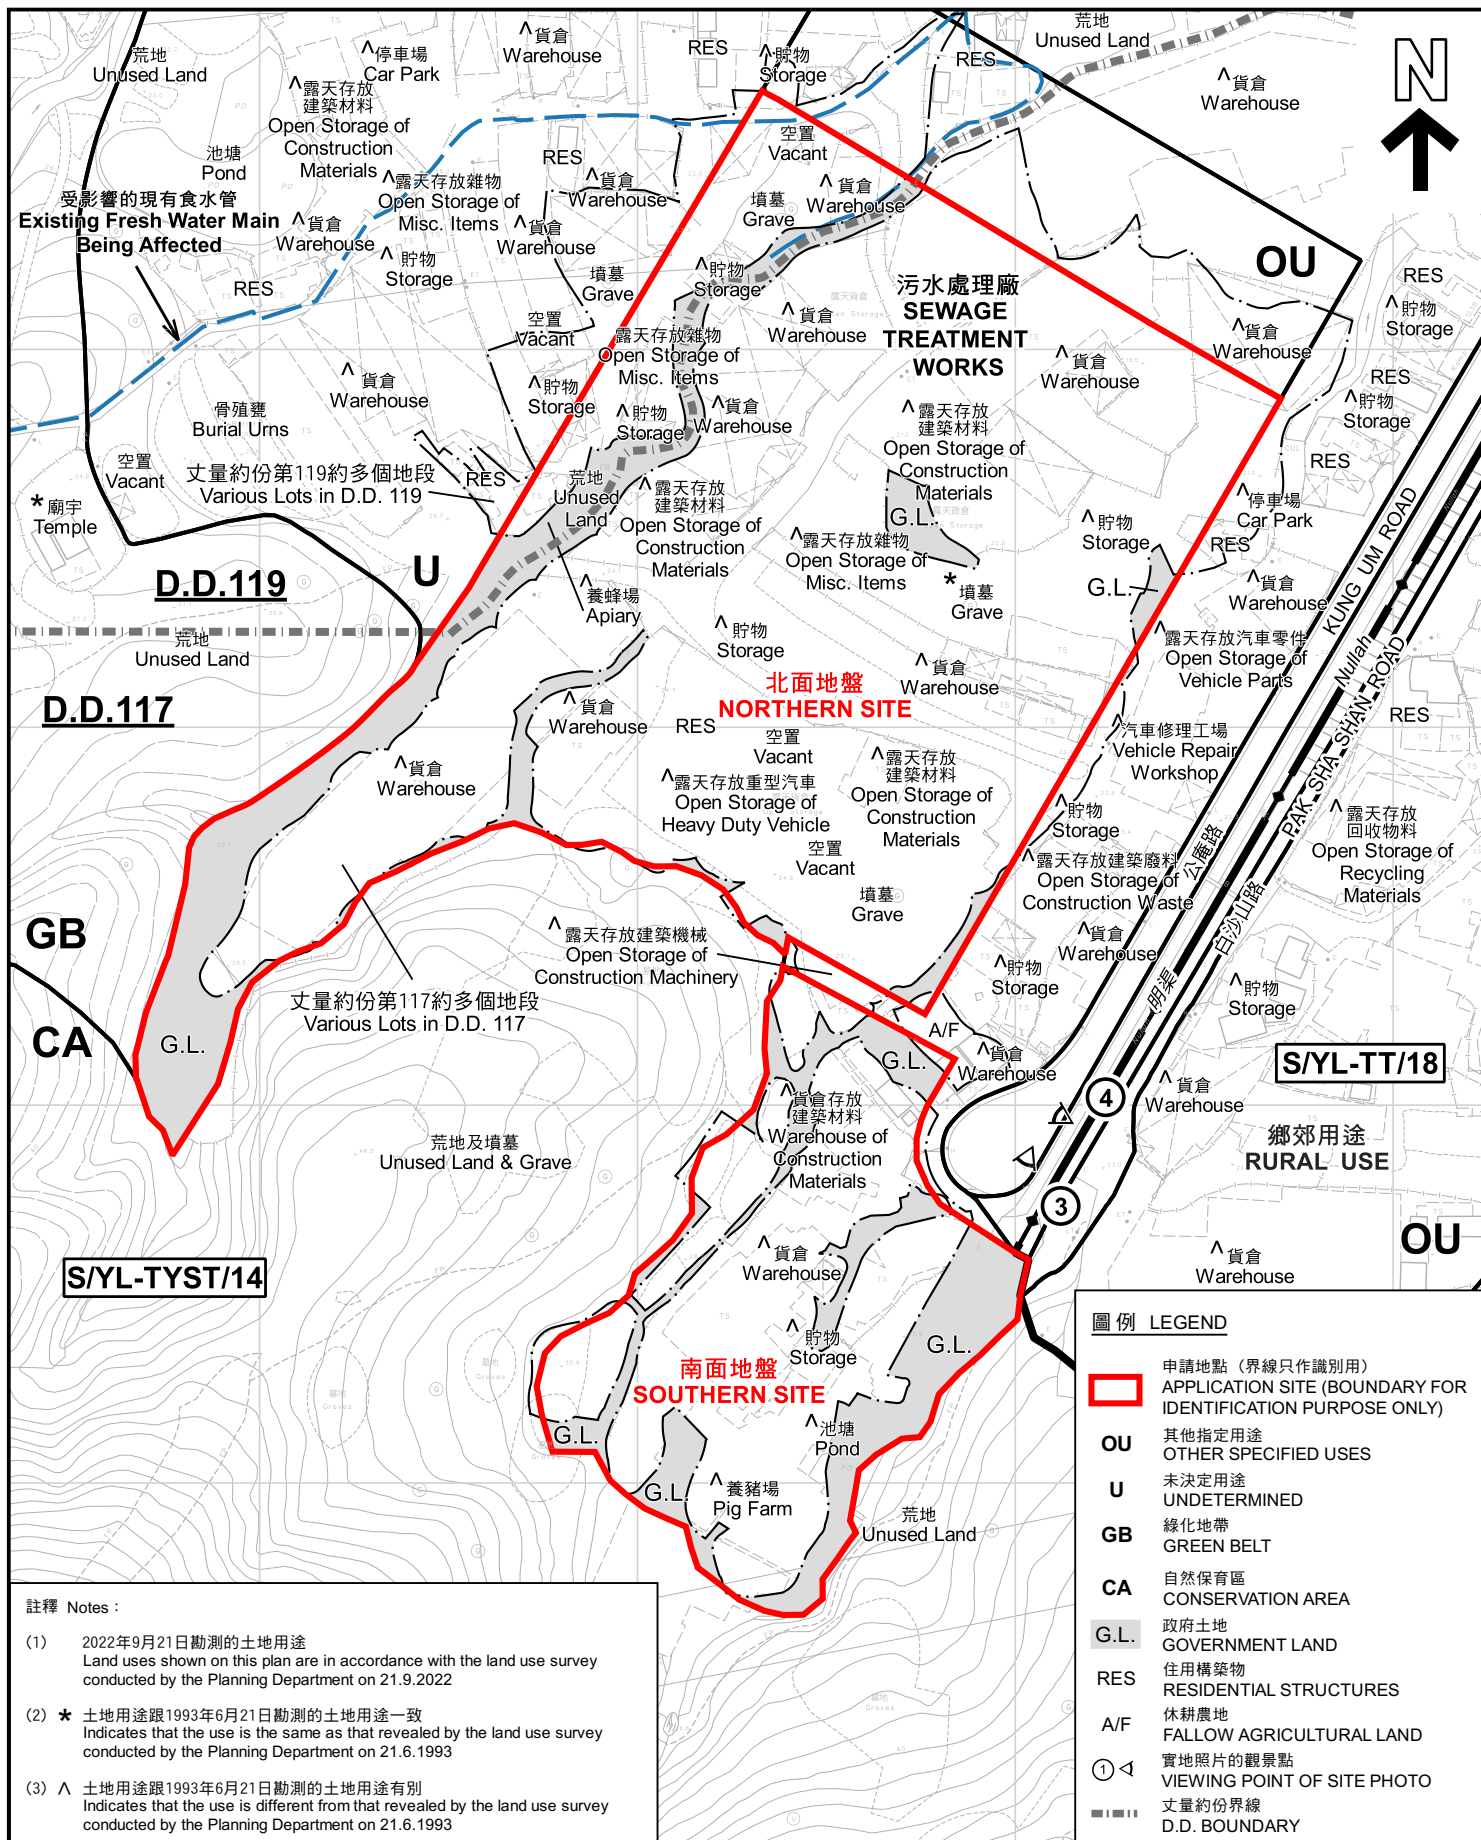 荒地
Unused Land
^停車場
Car Park
^貨倉
Warehouse
RES
^貯物
Storage
荒地
Unused Land
RES
^貨倉
Warehouse
N
^露天存放
建築材料
Open Storage of
Construction
Materials
池塘
Pond
受影響的現有食水管
Existing Fresh Water Main
Being Affected
^露天存放雜物
Open Storage of
Misc. Items
RES
^貨倉
Warehouse
空置
Vacant
^貨倉
Warehouse
墳墓
Grave
^貨倉
Warehouse
^貨倉
Warehouse
^貯物
Storage
RES
墳墓
Grave
^貯物
Storage
污水處理廠
SEWAGE
TREATMENT
WORKS
OU
RES
^貯物
Storage
^貨倉
Warehouse
空置
Vacant
露天存放雜物
Open Storage of
Misc. Items
^貨倉
Warehouse
^貨倉
Warehouse
RES
^貯物
Storage
^貨倉
Warehouse
^貯物
Storage
^貯物
Storage
^貨倉
Warehouse
骨殖甕
Burial Urns
^露天存放
建築材料
Open Storage of
Construction
Materials
空置
Vacant
丈量約份第119約多個地段
Various Lots in D.D. 119
RES
荒地
Unused
Land
^露天存放
建築材料
Open Storage of
Construction
Materials
G.L.
RES
* 廟宇
Temple
^停車場
Car Park
^貯物
Storage
RES
^露天存放雜物
Open Storage of
Misc. Items
* 墳墓
Grave
G.L.
^貨倉
Warehouse
KUNG UM ROAD
D.D.119
U
^養蜂場
Apiary
荒地
Unused Land
^貯物
Storage
^露天存放汽車零件
Open Storage of
Vehicle Parts
Nullah
PAK SHA SHAN ROAD
D.D.117
^貨倉
Warehouse
北面地盤
NORTHERN SITE
^貨倉
Warehouse
RES
RES
空置
Vacant
^汽車修理工場
Vehicle Repair
Workshop
^貨倉
Warehouse
^露天存放重型汽車
Open Storage of
Heavy Duty Vehicle
^露天存放
建築材料
Open Storage of
Construction
Materials
^貯物
Storage
^露天存放
回收物料
Open Storage of
Recycling
Materials
空置
Vacant
公庵路
^露天存放建築廢料
Open Storage of
Construction Waste
墳墓
Grave
白沙山路
GB
^露天存放建築機械
Open Storage of
Construction Machinery
^貨倉
Warehouse
^貯物
Storage
明渠
^貯物
Storage
丈量約份第117約多個地段
Various Lots in D.D. 117
CA
G.L.
A/F
G.L.
^貨倉
Warehouse
S/YL-TT/18
^貨倉
Warehouse
4
^貨倉存放
建築材料
Warehouse of
Construction
Materials
荒地及墳墓
Unused Land & Grave
鄉郊用途
RURAL USE
3
S/YL-TYST/14
^貨倉
Warehouse
^貨倉
Warehouse
OU
^貯物
Storage
G.L.
南面地盤
SOUTHERN SITE
G.L.
^池塘
Pond
G.L.
^養豬場
Pig Farm
荒地
Unused Land
圖例 LEGEND
申請地點（界線只作識別用）
APPLICATION SITE (BOUNDARY FOR
IDENTIFICATION PURPOSE ONLY)
OU 其他指定用途
OTHER SPECIFIED USES
U 未決定用途
UNDETERMINED
GB 綠化地帶
GREEN BELT
CA 自然保育區
CONSERVATION AREA
G.L. 政府土地
GOVERNMENT LAND
RES 住用構築物
RESIDENTIAL STRUCTURES
A/F 休耕農地
FALLOW AGRICULTURAL LAND
1 實地照片的觀景點
VIEWING POINT OF SITE PHOTO
丈量約份界線
D.D. BOUNDARY
註釋 Notes :
(1) 2022年9月21日勘測的土地用途
Land uses shown on this plan are in accordance with the land use survey
conducted by the Planning Department on 21.9.2022
(2) * 土地用途跟1993年6月21日勘測的土地用途一致
Indicates that the use is the same as that revealed by the land use survey
conducted by the Planning Department on 21.6.1993
(3) ^ 土地用途跟1993年6月21日勘測的土地用途有別
Indicates that the use is different from that revealed by the land use survey
conducted by the Planning Department on 21.6.1993